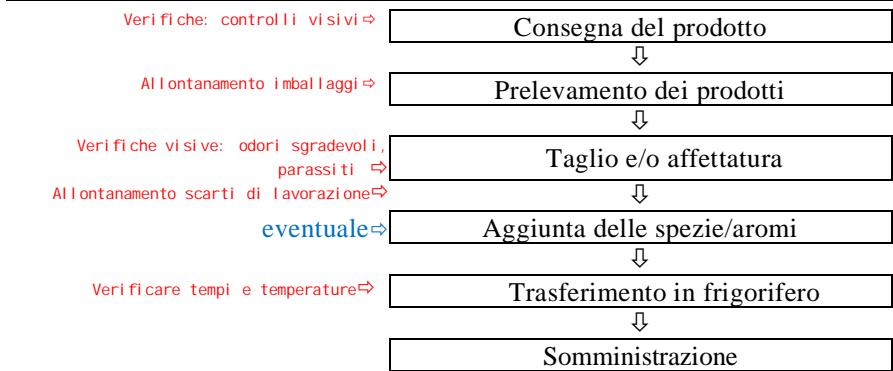 Verifiche: controlli visivi⇨ Consegna del prodotto
⇩
Allontanamento imballaggi⇨ Prelevamento dei prodotti
⇩
Verifiche visive: odori sgradevoli,
parassiti ⇨ Taglio e/o affettatura
Allontanamento scarti di lavorazione⇨ ⇩
eventuale⇨ Aggiunta delle spezie/aromi
⇩
Verificare tempi e temperature⇨ Trasferimento in frigorifero
⇩
Somministrazione